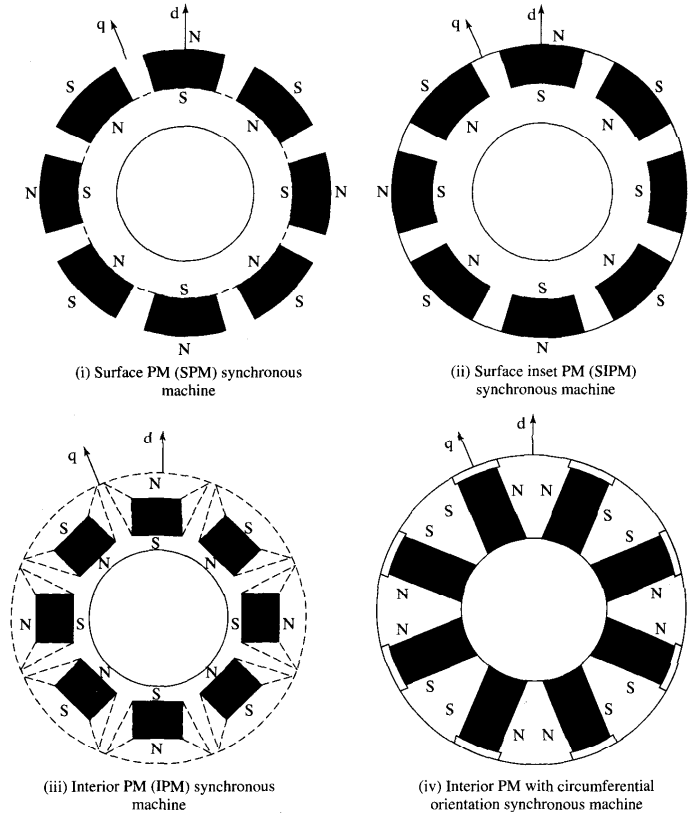 d
q
N
S S
S
N N
N S S N
N N
S
S S
N
(i) Surface PM (SPM) synchronous
machine
d
q
N
S S
S
N N
N S S
N N
S
S S
N
(ii) Surface inset PM (SIPM)
synchronous machine
d
q
N
S S
S
N N
N S S N
N N
S
S S
N
(iii) Interior PM (IPM) synchronous
machine
d
q
N N
S S
S S
N N
N N
S S
S S
N N
(iv) Interior PM with circumferential
orientation synchronous machine